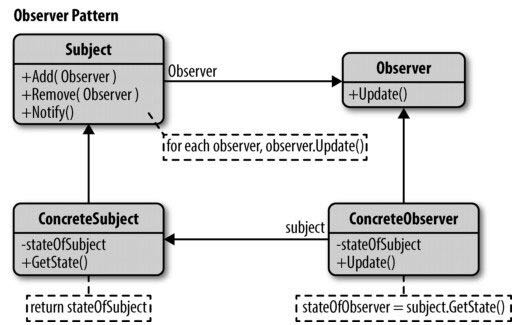 Observer Pattern
Subject
+Add( Observer )
+Remove( Observer )
+Notify()
Observer
Observer
+Update()
for each observer, observer.Update()
ConcreteSubject
-stateOfSubject
+GetState()
subject
ConcreteObserver
-stateOfSubject
+Update()
return stateOfSubject
stateOfObserver = subject.GetState()